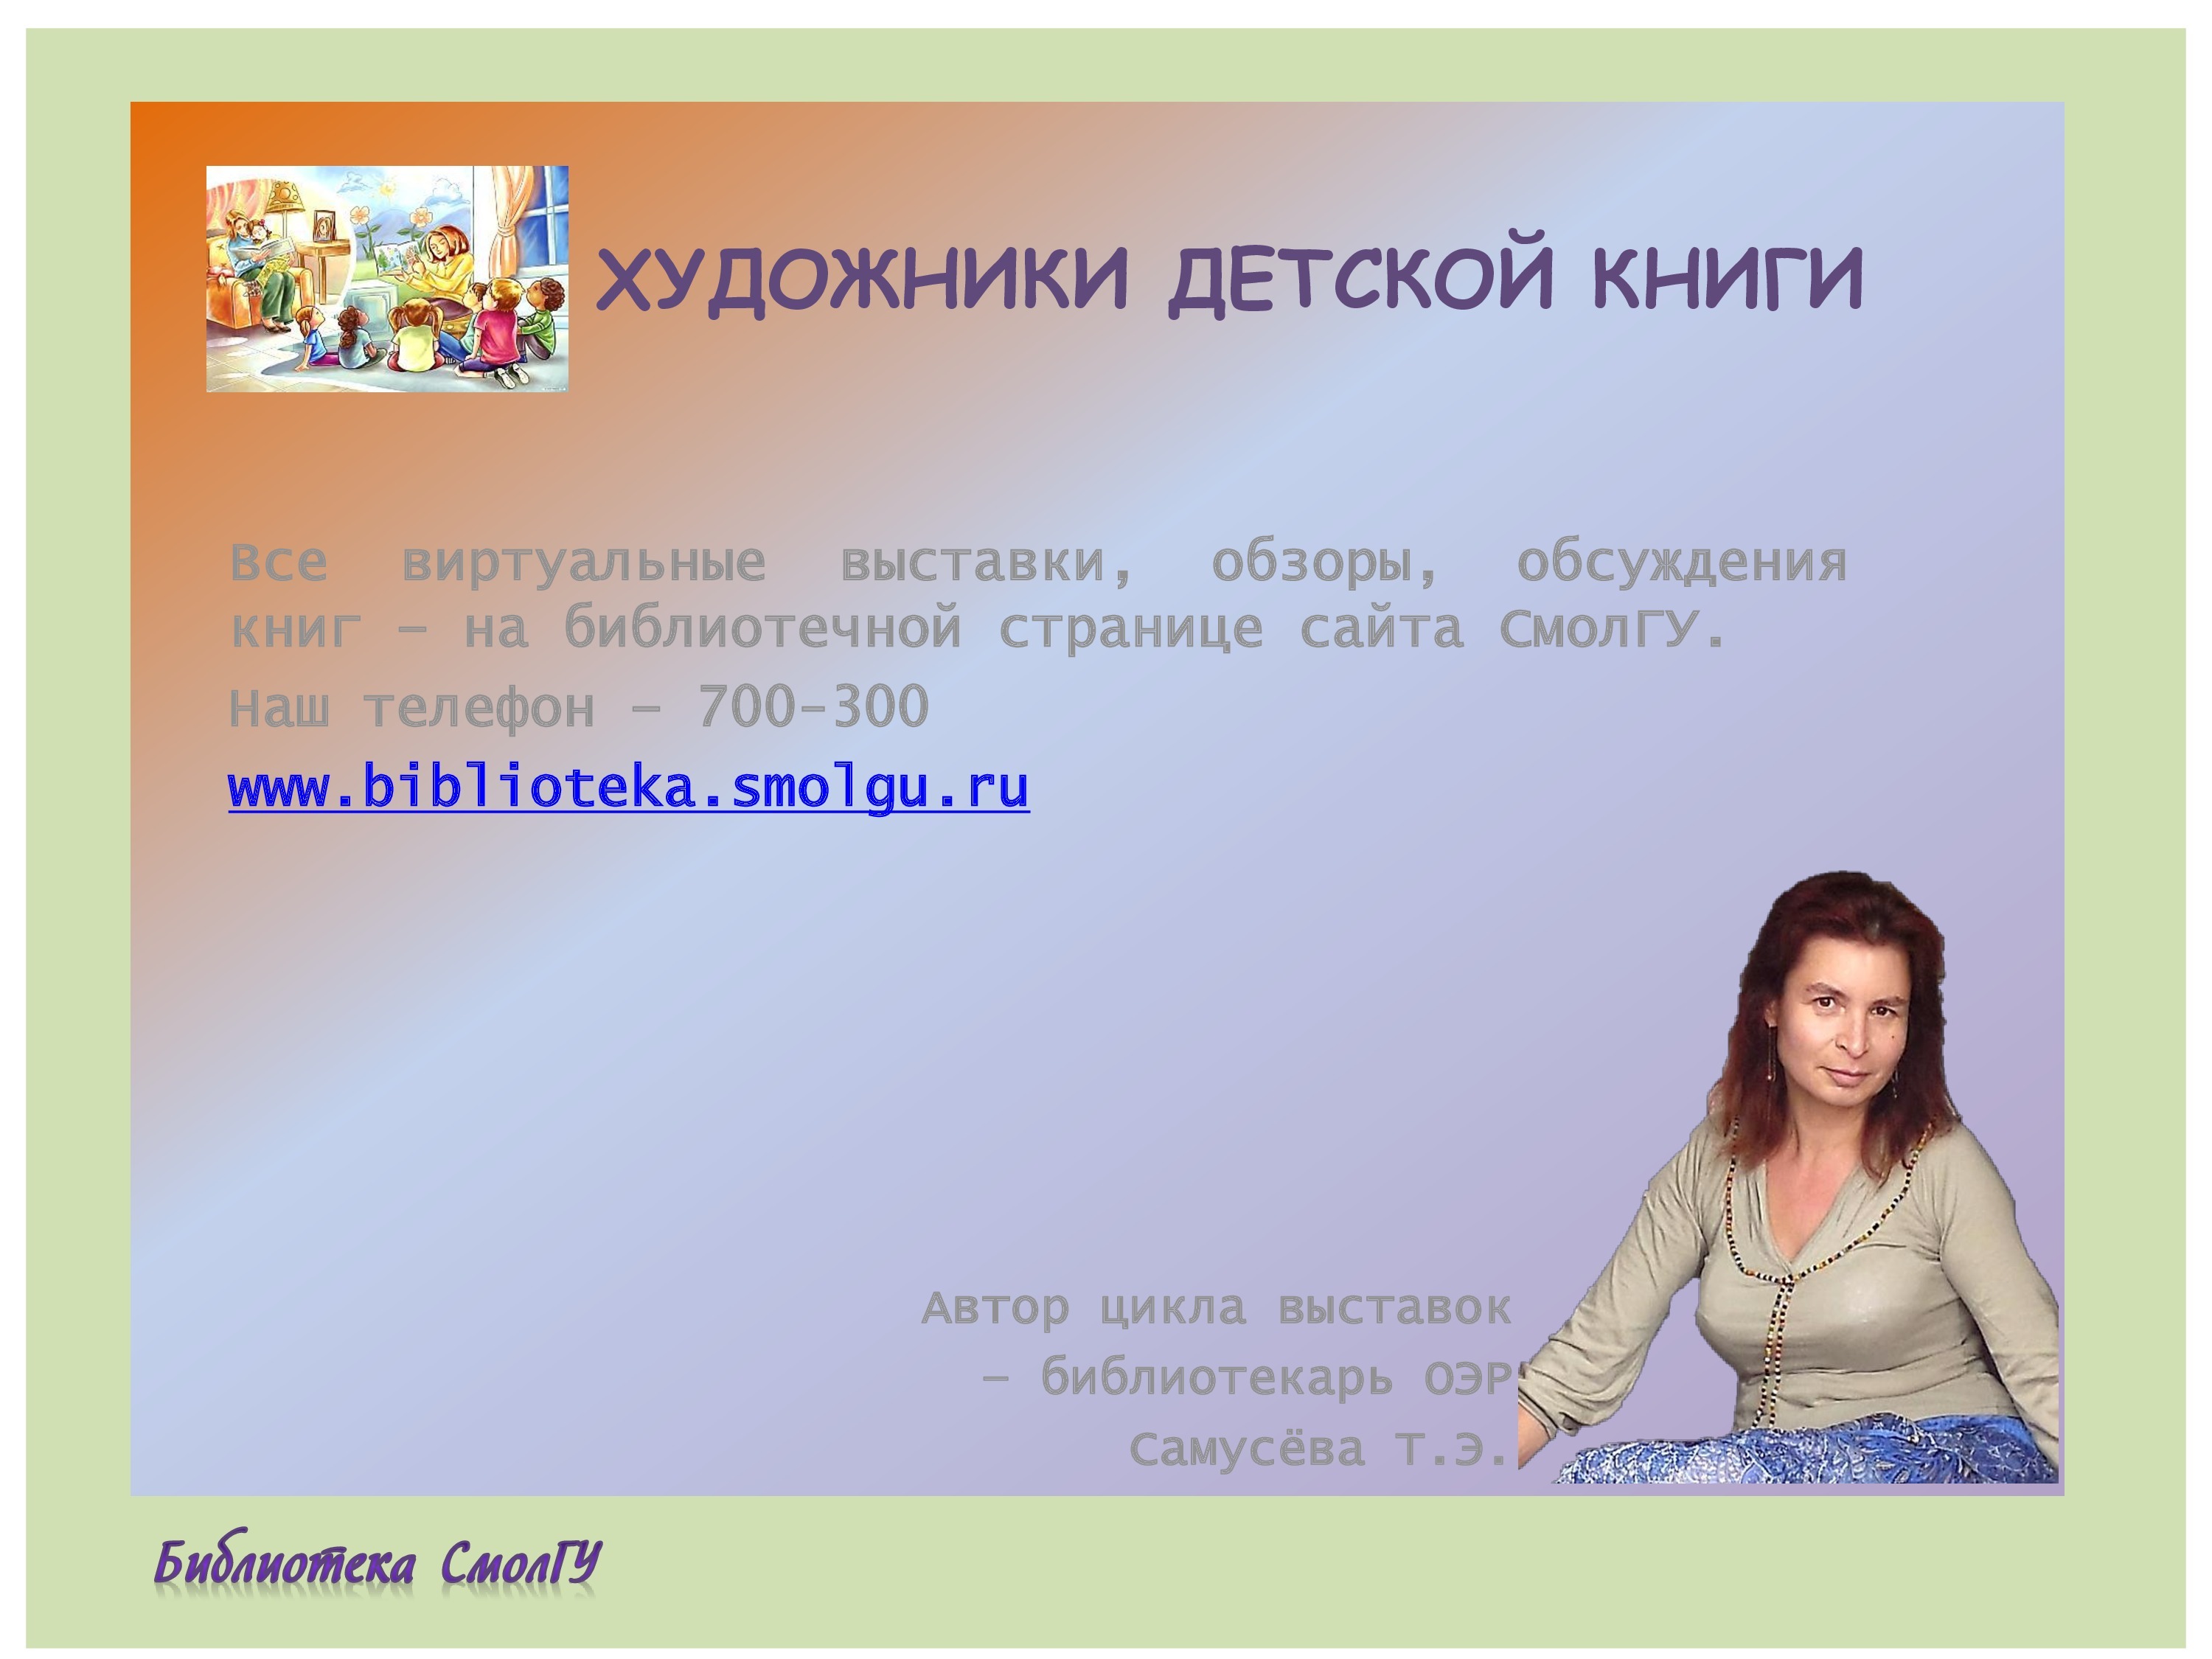 ХУДОЖНИКИ ДЕТСКОЙ КНИГИ
Все виртуальные выставки, обзоры, обсуждения
книг – на библиотечной странице сайта СмолГУ.
Наш телефон – 700-300
www.biblioteka.smolgu.ru
Автор цикла выставок
– библиотекарь ОЭР
Самусёва Т.Э.
Библиотека СмолГУ